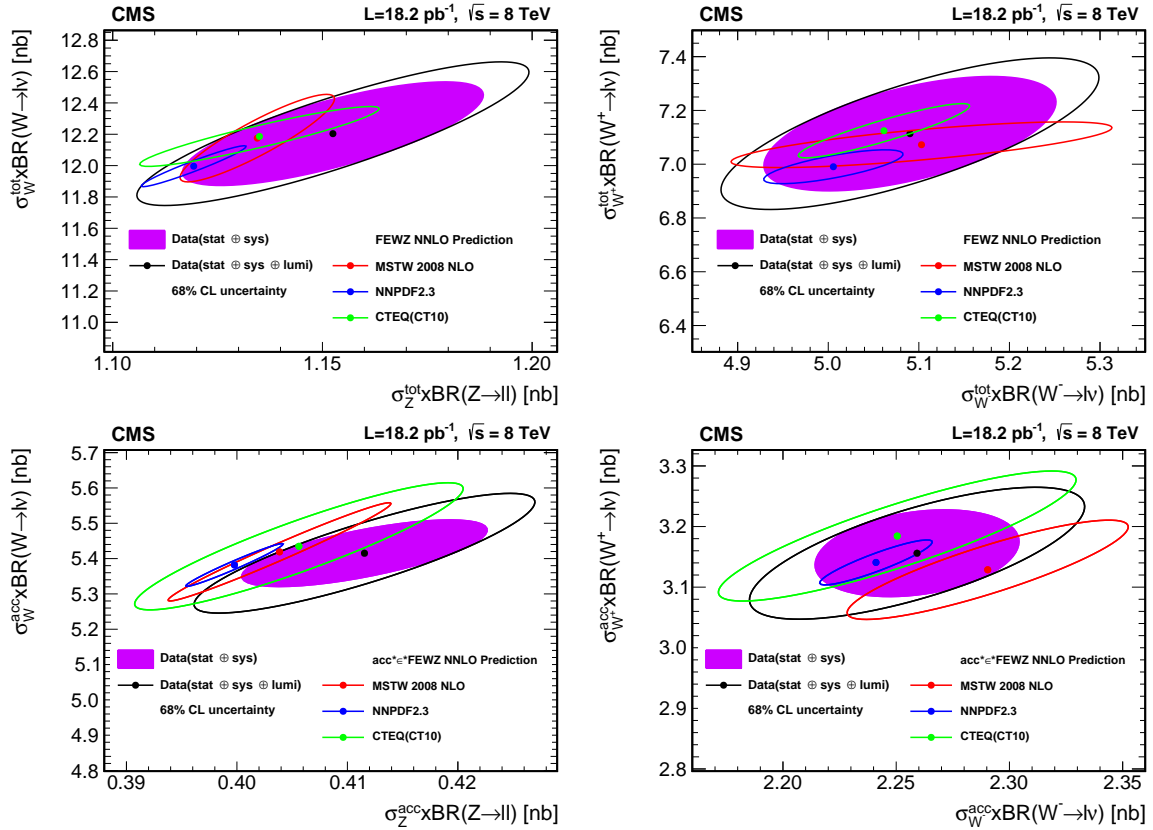 CMS L=18.2 pb⁻¹, √s = 8 TeV
σ_W^tot xBR(W→lν) [nb]
12.8
12.6
12.4
12.2
12.0
11.8
11.6
11.4
11.2
11.0
Data(stat ⊕ sys) FEWZ NNLO Prediction
Data(stat ⊕ sys ⊕ lumi) MSTW 2008 NLO
68% CL uncertainty NNPDF2.3
CTEQ(CT10)
1.10 1.15 1.20
σ_Z^tot xBR(Z→ll) [nb]
CMS L=18.2 pb⁻¹, √s = 8 TeV
σ_W⁺^tot xBR(W⁺→lν) [nb]
7.4
7.2
7.0
6.8
6.6
6.4
Data(stat ⊕ sys) FEWZ NNLO Prediction
Data(stat ⊕ sys ⊕ lumi) MSTW 2008 NLO
68% CL uncertainty NNPDF2.3
CTEQ(CT10)
4.9 5.0 5.1 5.2 5.3
σ_W⁻^tot xBR(W⁻→lν) [nb]
CMS L=18.2 pb⁻¹, √s = 8 TeV
σ_W^acc xBR(W→lν) [nb]
5.7
5.6
5.5
5.4
5.3
5.2
5.1
5.0
4.9
4.8
Data(stat ⊕ sys) acc*∈*FEWZ NNLO Prediction
Data(stat ⊕ sys ⊕ lumi) MSTW 2008 NLO
68% CL uncertainty NNPDF2.3
CTEQ(CT10)
0.39 0.40 0.41 0.42
σ_Z^acc xBR(Z→ll) [nb]
CMS L=18.2 pb⁻¹, √s = 8 TeV
σ_W⁺^acc xBR(W⁺→lν) [nb]
3.3
3.2
3.1
3.0
2.9
2.8
Data(stat ⊕ sys) acc*∈*FEWZ NNLO Prediction
Data(stat ⊕ sys ⊕ lumi) MSTW 2008 NLO
68% CL uncertainty NNPDF2.3
CTEQ(CT10)
2.20 2.25 2.30 2.35
σ_W⁻^acc xBR(W⁻→lν) [nb]